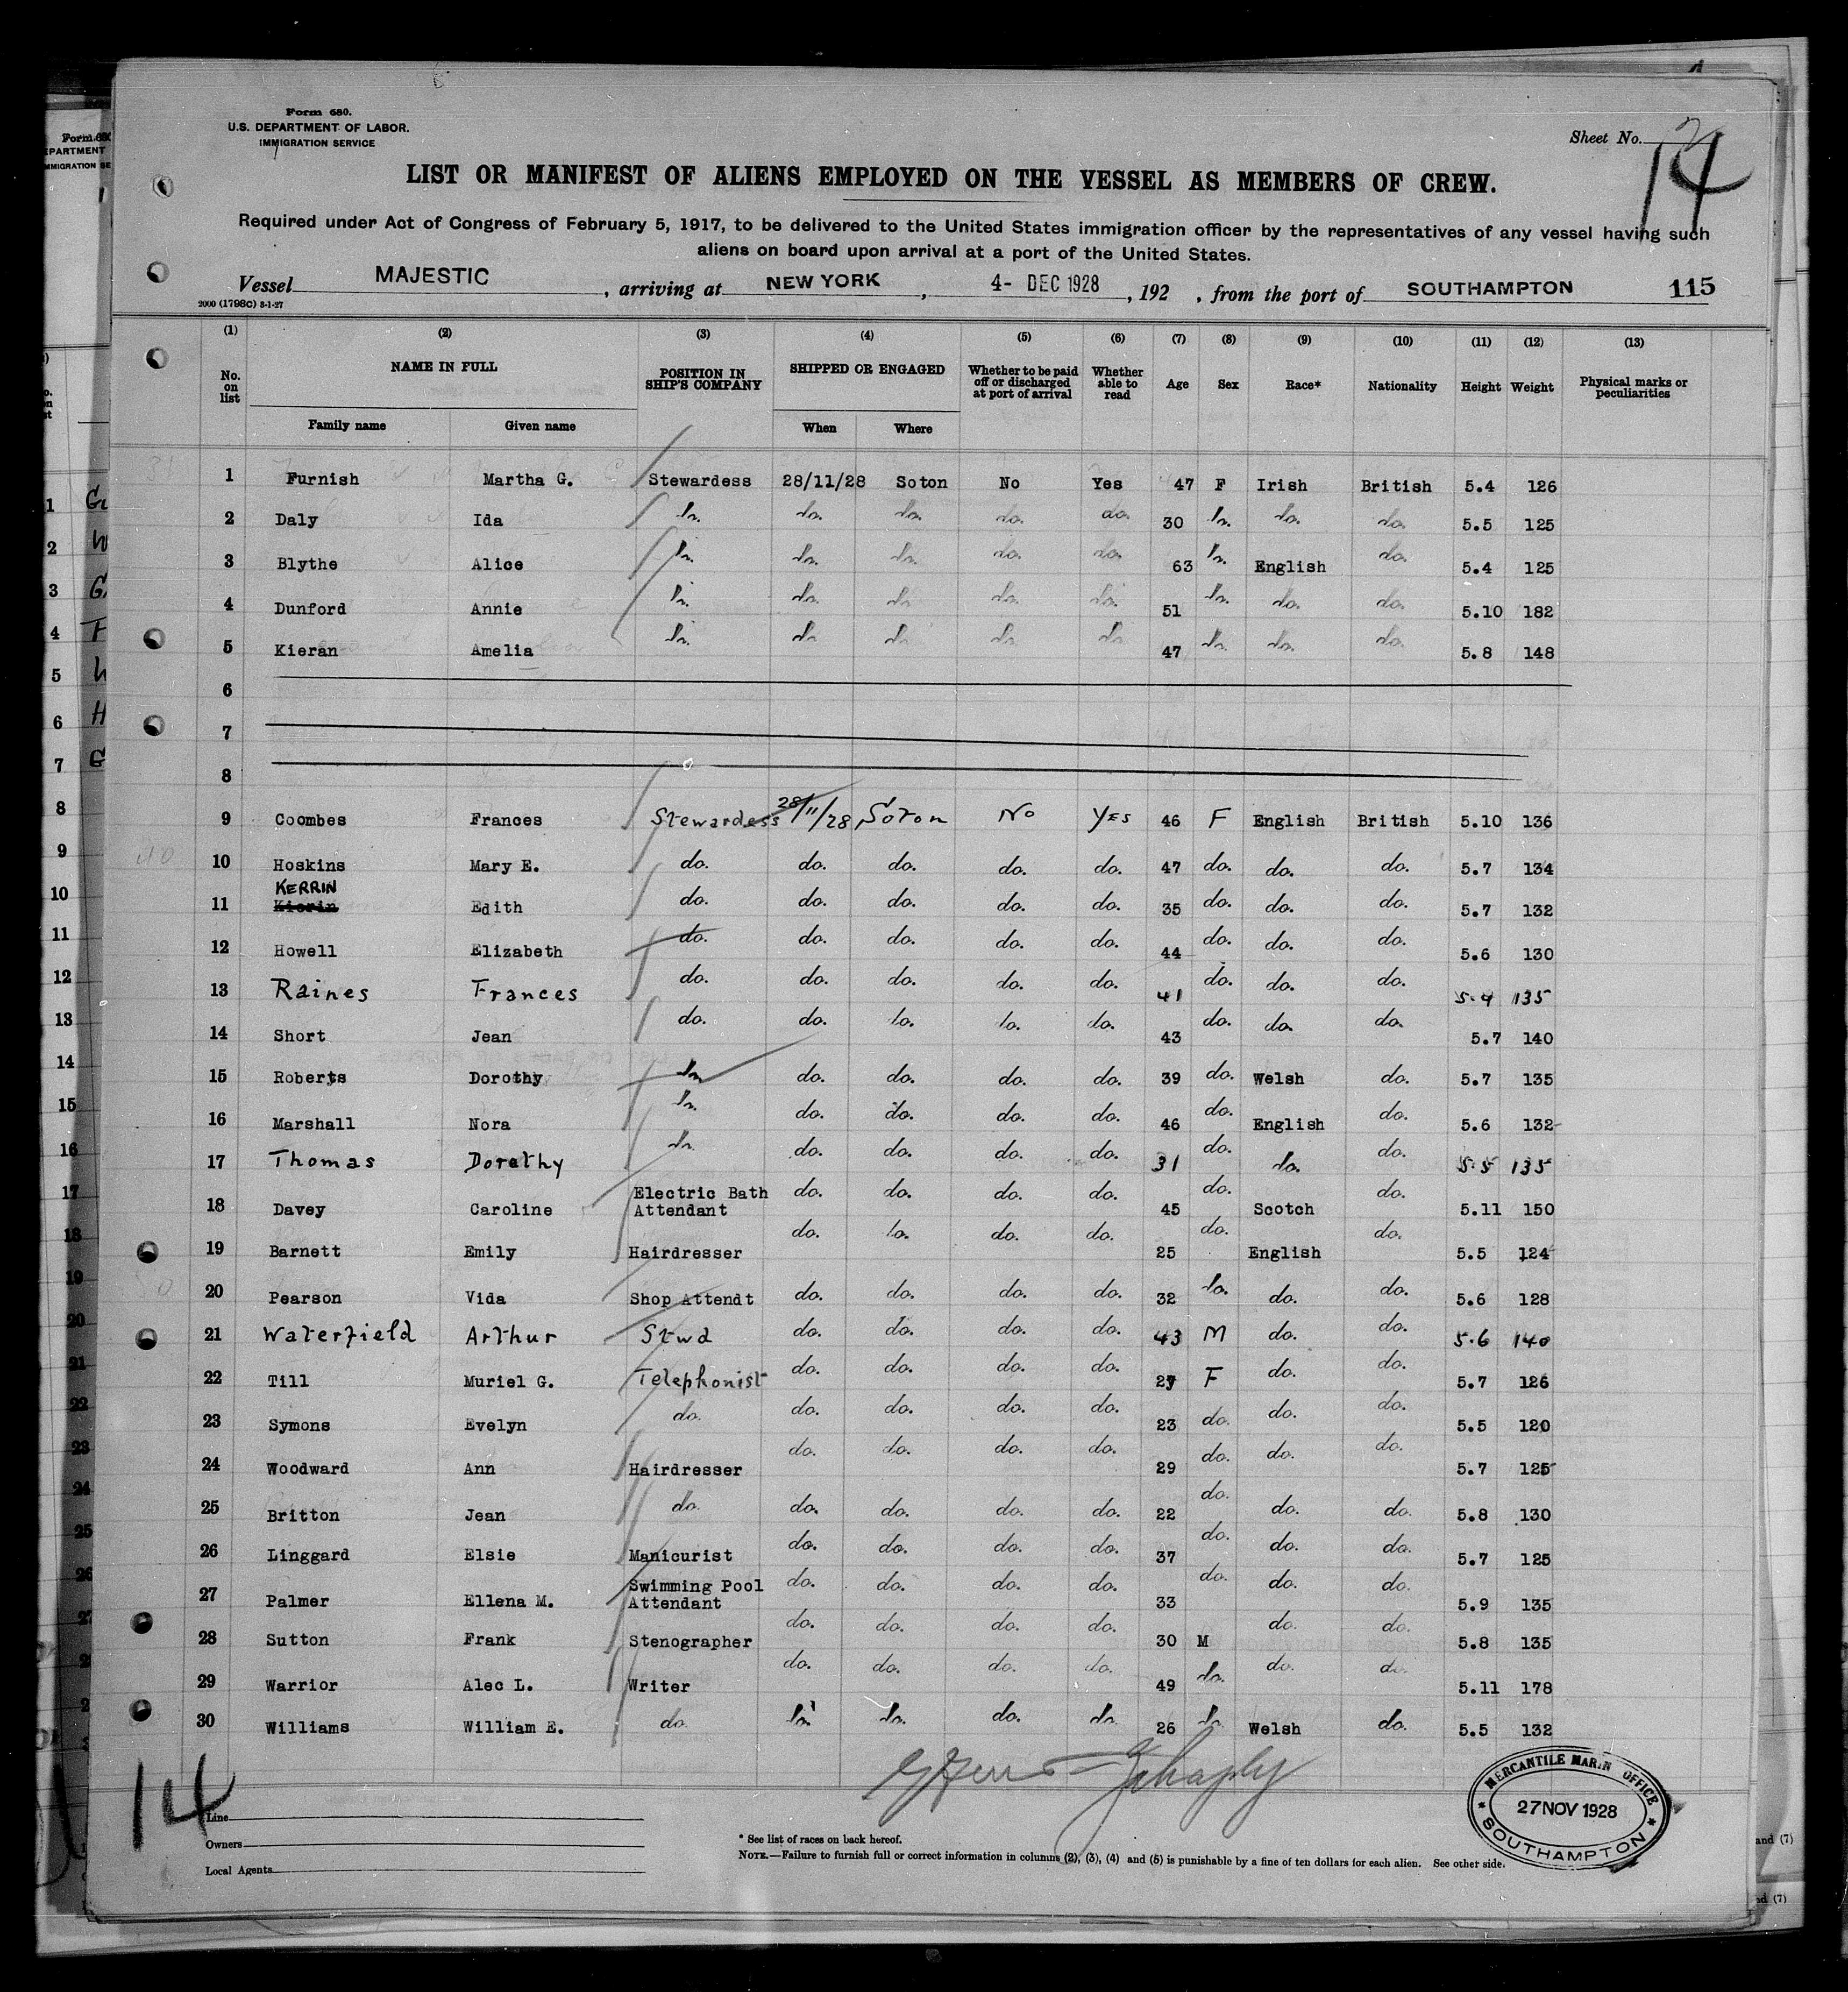 Form 680.
U.S. DEPARTMENT OF LABOR.
IMMIGRATION SERVICE
Sheet No.
14
LIST OR MANIFEST OF ALIENS EMPLOYED ON THE VESSEL AS MEMBERS OF CREW.
Required under Act of Congress of February 5, 1917, to be delivered to the United States immigration officer by the representatives of any vessel having such
aliens on board upon arrival at a port of the United States.
Vessel MAJESTIC, arriving at NEW YORK, 4- DEC 1928, 192 , from the port of SOUTHAMPTON 115
2000 (1798c) 3-1-27
(1) (2) (3) (4) (5) (6) (7) (8) (9) (10) (11) (12) (13)
No. on list NAME IN FULL POSITION IN SHIP'S COMPANY SHIPPED OR ENGAGED Whether to be paid off or discharged at port of arrival Whether able to read Age Sex Race* Nationality Height Weight Physical marks or peculiarities
Family name Given name When Where
1 Furnish Martha G. Stewardess 28/11/28 Soton No Yes 47 F Irish British 5.4 126
2 Daly Ida do. do. do. do. do. 30 do. do. do. 5.5 125
3 Blythe Alice do. do. do. do. do. 63 do. English do. 5.4 125
4 Dunford Annie do. do. do. do. do. 51 do. do. do. 5.10 182
5 Kieran Amelia do. do. do. do. do. 47 do. do. do. 5.8 148
6
7
8
9 Coombes Frances Stewardess 28/11/28 Soton No Yes 46 F English British 5.10 136
10 Hoskins Mary E. do. do. do. do. do. 47 do. do. do. 5.7 134
KERRIN
11 Kierin Edith do. do. do. do. do. 35 do. do. do. 5.7 132
12 Howell Elizabeth do. do. do. do. do. 44 do. do. do. 5.6 130
13 Raines Frances do. do. do. do. do. 41 do. do. do. 5.4 135
14 Short Jean do. do. do. do. do. 43 do. do. do. 5.7 140
15 Roberts Dorothy do. do. do. do. do. 39 do. Welsh do. 5.7 135
16 Marshall Nora do. do. do. do. do. 46 do. English do. 5.6 132
17 Thomas Dorothy do. do. do. do. do. 31 do. do. do. 5.5 135
18 Davey Caroline Electric Bath Attendant do. do. do. do. 45 do. Scotch do. 5.11 150
19 Barnett Emily Hairdresser do. do. do. do. 25 do. English do. 5.5 124
20 Pearson Vida Shop Attendt do. do. do. do. 32 do. do. do. 5.6 128
21 Waterfield Arthur Stwd do. do. do. do. 43 M do. do. 5.6 140
22 Till Muriel G. Telephonist do. do. do. do. 27 F do. do. 5.7 126
23 Symons Evelyn do. do. do. do. do. 23 do. do. do. 5.5 120
24 Woodward Ann Hairdresser do. do. do. do. 29 do. do. do. 5.7 125
25 Britton Jean do. do. do. do. do. 22 do. do. do. 5.8 130
26 Linggard Elsie Manicurist do. do. do. do. 37 do. do. do. 5.7 125
27 Palmer Ellena M. Swimming Pool Attendant do. do. do. do. 33 do. do. do. 5.9 135
28 Sutton Frank Stenographer do. do. do. do. 30 M do. do. 5.8 135
29 Warrior Alec L. Writer do. do. do. do. 49 do. do. do. 5.11 178
30 Williams William E. do. do. do. do. do. 26 do. Welsh do. 5.5 132
14
Line
Owners
Local Agents
* See list of races on back hereof.
NOTE.—Failure to furnish full or correct information in columns (2), (3), (4) and (5) is punishable by a fine of ten dollars for each alien. See other side.
MERCANTILE MARIN OFFICE
27 NOV 1928
SOUTHAMPTON